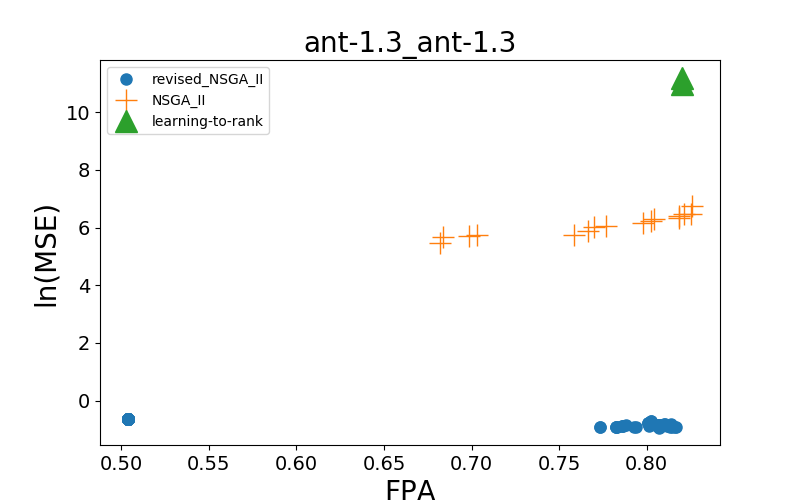 ant-1.3_ant-1.3
revised_NSGA_II
NSGA_II
learning-to-rank
ln(MSE)
10
8
6
4
2
0
0.50 0.55 0.60 0.65 0.70 0.75 0.80
FPA